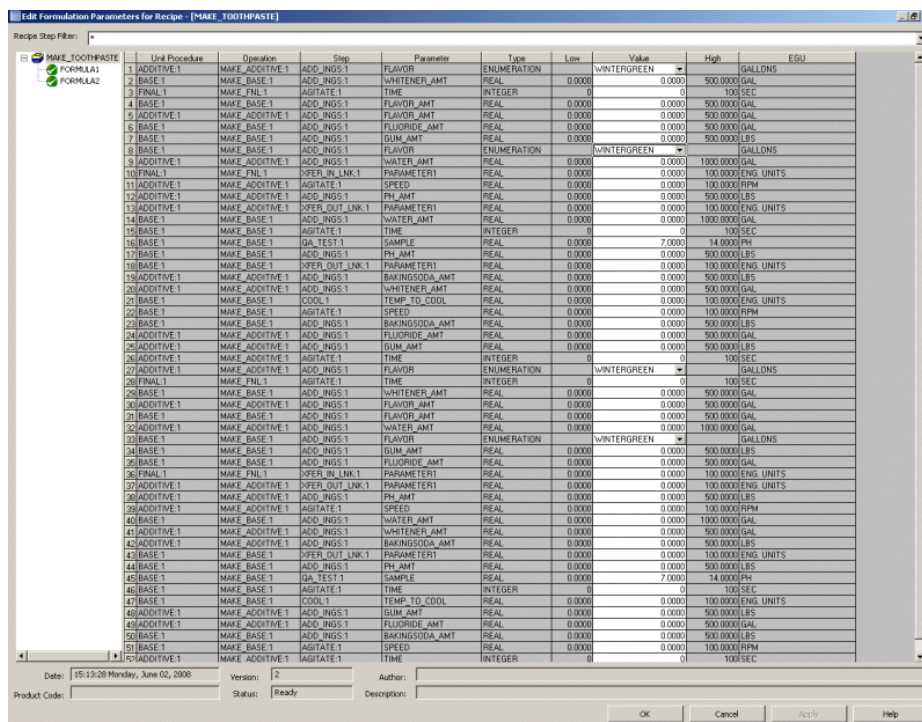 Edit Formulation Parameters for Recipe - [MAKE_TOOTHPASTE]
Recipe Step Filter: *
MAKE_TOOTHPASTE
FORMULA1
FORMULA2
Unit Procedure Operation Step Parameter Type Low Value High EGU
1 ADDITIVE:1 MAKE_ADDITIVE:1 ADD_INGS:1 FLAVOR ENUMERATION WINTERGREEN GALLONS
2 BASE:1 MAKE_BASE:1 ADD_INGS:1 WHITENER_AMT REAL 0.0000 0.0000 500.0000 GAL
3 FINAL:1 MAKE_FNL:1 AGITATE:1 TIME INTEGER 0 0 100 SEC
4 BASE:1 MAKE_BASE:1 ADD_INGS:1 FLAVOR_AMT REAL 0.0000 0.0000 500.0000 GAL
5 ADDITIVE:1 MAKE_ADDITIVE:1 ADD_INGS:1 FLAVOR_AMT REAL 0.0000 0.0000 500.0000 GAL
6 BASE:1 MAKE_BASE:1 ADD_INGS:1 FLUORIDE_AMT REAL 0.0000 0.0000 500.0000 GAL
7 BASE:1 MAKE_BASE:1 ADD_INGS:1 GUM_AMT REAL 0.0000 0.0000 500.0000 LBS
8 BASE:1 MAKE_BASE:1 ADD_INGS:1 FLAVOR ENUMERATION WINTERGREEN GALLONS
9 ADDITIVE:1 MAKE_ADDITIVE:1 ADD_INGS:1 WATER_AMT REAL 0.0000 0.0000 1000.0000 GAL
10 FINAL:1 MAKE_FNL:1 XFER_IN_LNK:1 PARAMETER1 REAL 0.0000 0.0000 100.0000 ENG. UNITS
11 ADDITIVE:1 MAKE_ADDITIVE:1 AGITATE:1 SPEED REAL 0.0000 0.0000 100.0000 RPM
12 ADDITIVE:1 MAKE_ADDITIVE:1 ADD_INGS:1 PH_AMT REAL 0.0000 0.0000 500.0000 LBS
13 ADDITIVE:1 MAKE_ADDITIVE:1 XFER_OUT_LNK:1 PARAMETER1 REAL 0.0000 0.0000 100.0000 ENG. UNITS
14 BASE:1 MAKE_BASE:1 ADD_INGS:1 WATER_AMT REAL 0.0000 0.0000 1000.0000 GAL
15 BASE:1 MAKE_BASE:1 AGITATE:1 TIME INTEGER 0 0 100 SEC
16 BASE:1 MAKE_BASE:1 QA_TEST:1 SAMPLE REAL 0.0000 7.0000 14.0000 PH
17 BASE:1 MAKE_BASE:1 ADD_INGS:1 PH_AMT REAL 0.0000 0.0000 500.0000 LBS
18 BASE:1 MAKE_BASE:1 XFER_OUT_LNK:1 PARAMETER1 REAL 0.0000 0.0000 100.0000 ENG. UNITS
19 ADDITIVE:1 MAKE_ADDITIVE:1 ADD_INGS:1 BAKINGSODA_AMT REAL 0.0000 0.0000 500.0000 LBS
20 ADDITIVE:1 MAKE_ADDITIVE:1 ADD_INGS:1 WHITENER_AMT REAL 0.0000 0.0000 500.0000 GAL
21 BASE:1 MAKE_BASE:1 COOL:1 TEMP_TO_COOL REAL 0.0000 0.0000 100.0000 ENG. UNITS
22 BASE:1 MAKE_BASE:1 AGITATE:1 SPEED REAL 0.0000 0.0000 100.0000 RPM
23 BASE:1 MAKE_BASE:1 ADD_INGS:1 BAKINGSODA_AMT REAL 0.0000 0.0000 500.0000 LBS
24 ADDITIVE:1 MAKE_ADDITIVE:1 ADD_INGS:1 FLUORIDE_AMT REAL 0.0000 0.0000 500.0000 GAL
25 ADDITIVE:1 MAKE_ADDITIVE:1 ADD_INGS:1 GUM_AMT REAL 0.0000 0.0000 500.0000 LBS
26 ADDITIVE:1 MAKE_ADDITIVE:1 AGITATE:1 TIME INTEGER 0 0 100 SEC
27 ADDITIVE:1 MAKE_ADDITIVE:1 ADD_INGS:1 FLAVOR ENUMERATION WINTERGREEN GALLONS
28 FINAL:1 MAKE_FNL:1 AGITATE:1 TIME INTEGER 0 0 100 SEC
29 BASE:1 MAKE_BASE:1 ADD_INGS:1 WHITENER_AMT REAL 0.0000 0.0000 500.0000 GAL
30 ADDITIVE:1 MAKE_ADDITIVE:1 ADD_INGS:1 FLAVOR_AMT REAL 0.0000 0.0000 500.0000 GAL
31 BASE:1 MAKE_BASE:1 ADD_INGS:1 FLAVOR_AMT REAL 0.0000 0.0000 500.0000 GAL
32 ADDITIVE:1 MAKE_ADDITIVE:1 ADD_INGS:1 WATER_AMT REAL 0.0000 0.0000 1000.0000 GAL
33 BASE:1 MAKE_BASE:1 ADD_INGS:1 FLAVOR ENUMERATION WINTERGREEN GALLONS
34 BASE:1 MAKE_BASE:1 ADD_INGS:1 GUM_AMT REAL 0.0000 0.0000 500.0000 LBS
35 BASE:1 MAKE_BASE:1 ADD_INGS:1 FLUORIDE_AMT REAL 0.0000 0.0000 500.0000 GAL
36 FINAL:1 MAKE_FNL:1 XFER_IN_LNK:1 PARAMETER1 REAL 0.0000 0.0000 100.0000 ENG. UNITS
37 ADDITIVE:1 MAKE_ADDITIVE:1 XFER_OUT_LNK:1 PARAMETER1 REAL 0.0000 0.0000 100.0000 ENG. UNITS
38 ADDITIVE:1 MAKE_ADDITIVE:1 ADD_INGS:1 PH_AMT REAL 0.0000 0.0000 500.0000 LBS
39 ADDITIVE:1 MAKE_ADDITIVE:1 AGITATE:1 SPEED REAL 0.0000 0.0000 100.0000 RPM
40 BASE:1 MAKE_BASE:1 ADD_INGS:1 WATER_AMT REAL 0.0000 0.0000 1000.0000 GAL
41 ADDITIVE:1 MAKE_ADDITIVE:1 ADD_INGS:1 WHITENER_AMT REAL 0.0000 0.0000 500.0000 GAL
42 ADDITIVE:1 MAKE_ADDITIVE:1 ADD_INGS:1 BAKINGSODA_AMT REAL 0.0000 0.0000 500.0000 LBS
43 BASE:1 MAKE_BASE:1 XFER_OUT_LNK:1 PARAMETER1 REAL 0.0000 0.0000 100.0000 ENG. UNITS
44 BASE:1 MAKE_BASE:1 ADD_INGS:1 PH_AMT REAL 0.0000 0.0000 500.0000 LBS
45 BASE:1 MAKE_BASE:1 QA_TEST:1 SAMPLE REAL 0.0000 7.0000 14.0000 PH
46 BASE:1 MAKE_BASE:1 AGITATE:1 TIME INTEGER 0 0 100 SEC
47 BASE:1 MAKE_BASE:1 COOL:1 TEMP_TO_COOL REAL 0.0000 0.0000 100.0000 ENG. UNITS
48 ADDITIVE:1 MAKE_ADDITIVE:1 ADD_INGS:1 GUM_AMT REAL 0.0000 0.0000 500.0000 LBS
49 ADDITIVE:1 MAKE_ADDITIVE:1 ADD_INGS:1 FLUORIDE_AMT REAL 0.0000 0.0000 500.0000 GAL
50 BASE:1 MAKE_BASE:1 ADD_INGS:1 BAKINGSODA_AMT REAL 0.0000 0.0000 500.0000 LBS
51 BASE:1 MAKE_BASE:1 AGITATE:1 SPEED REAL 0.0000 0.0000 100.0000 RPM
52 ADDITIVE:1 MAKE_ADDITIVE:1 AGITATE:1 TIME INTEGER 0 0 100 SEC
Date: 15:13:28 Monday, June 02, 2008 Version: 2 Author:
Product Code: Status: Ready Description:
OK Cancel Apply Help